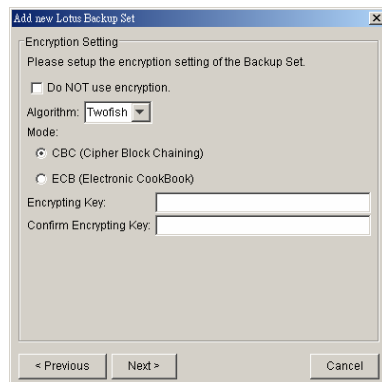 Add new Lotus Backup Set
Encryption Setting
Please setup the encryption setting of the Backup Set.
Do NOT use encryption.
Algorithm: Twofish
Mode:
CBC (Cipher Block Chaining)
ECB (Electronic CookBook)
Encrypting Key:
Confirm Encrypting Key:
< Previous Next > Cancel